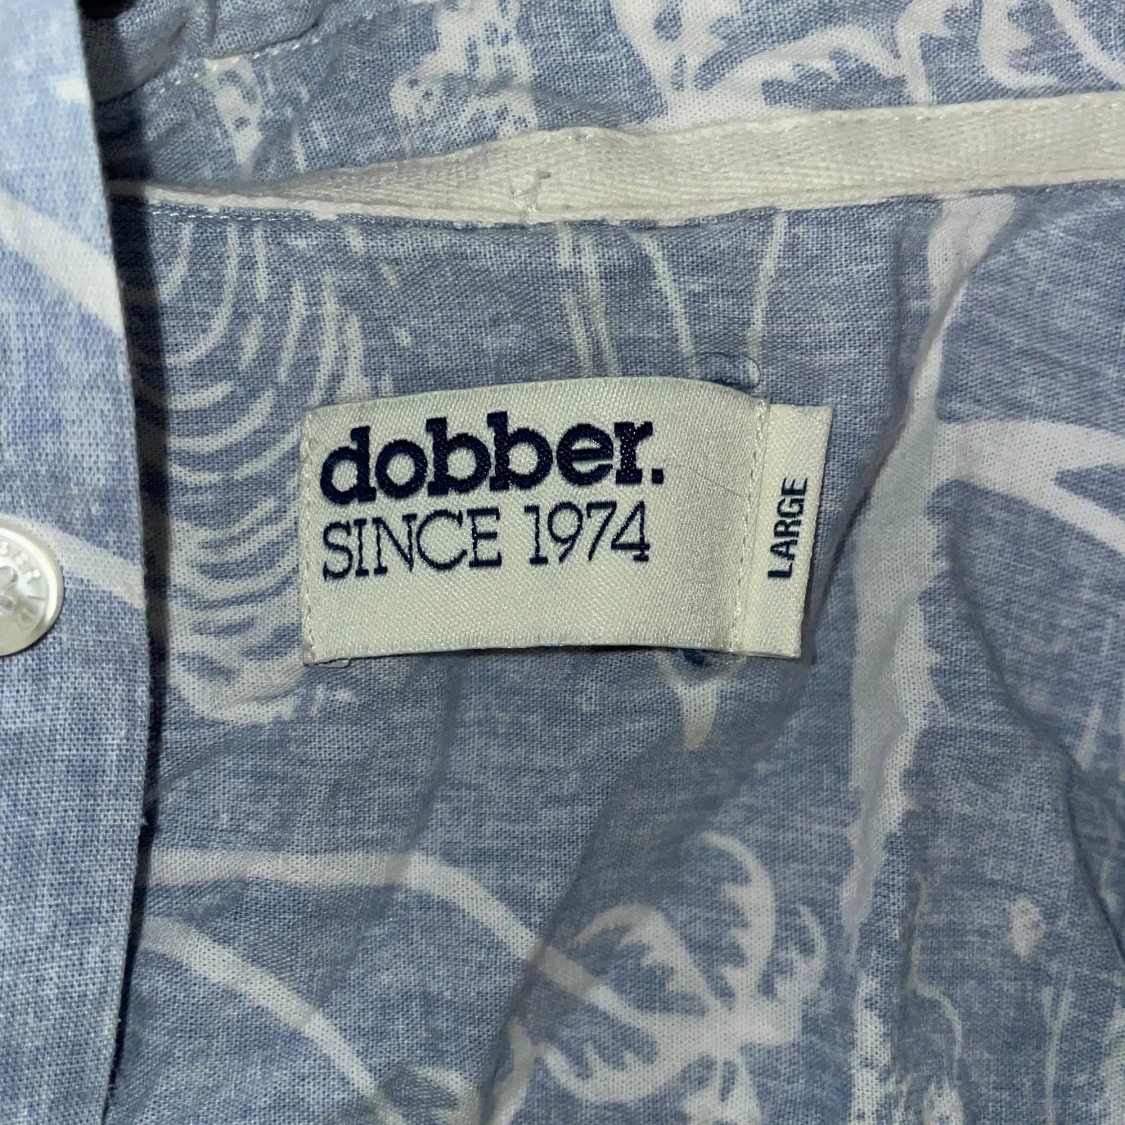 dobber.
SINCE 1974
LARGE